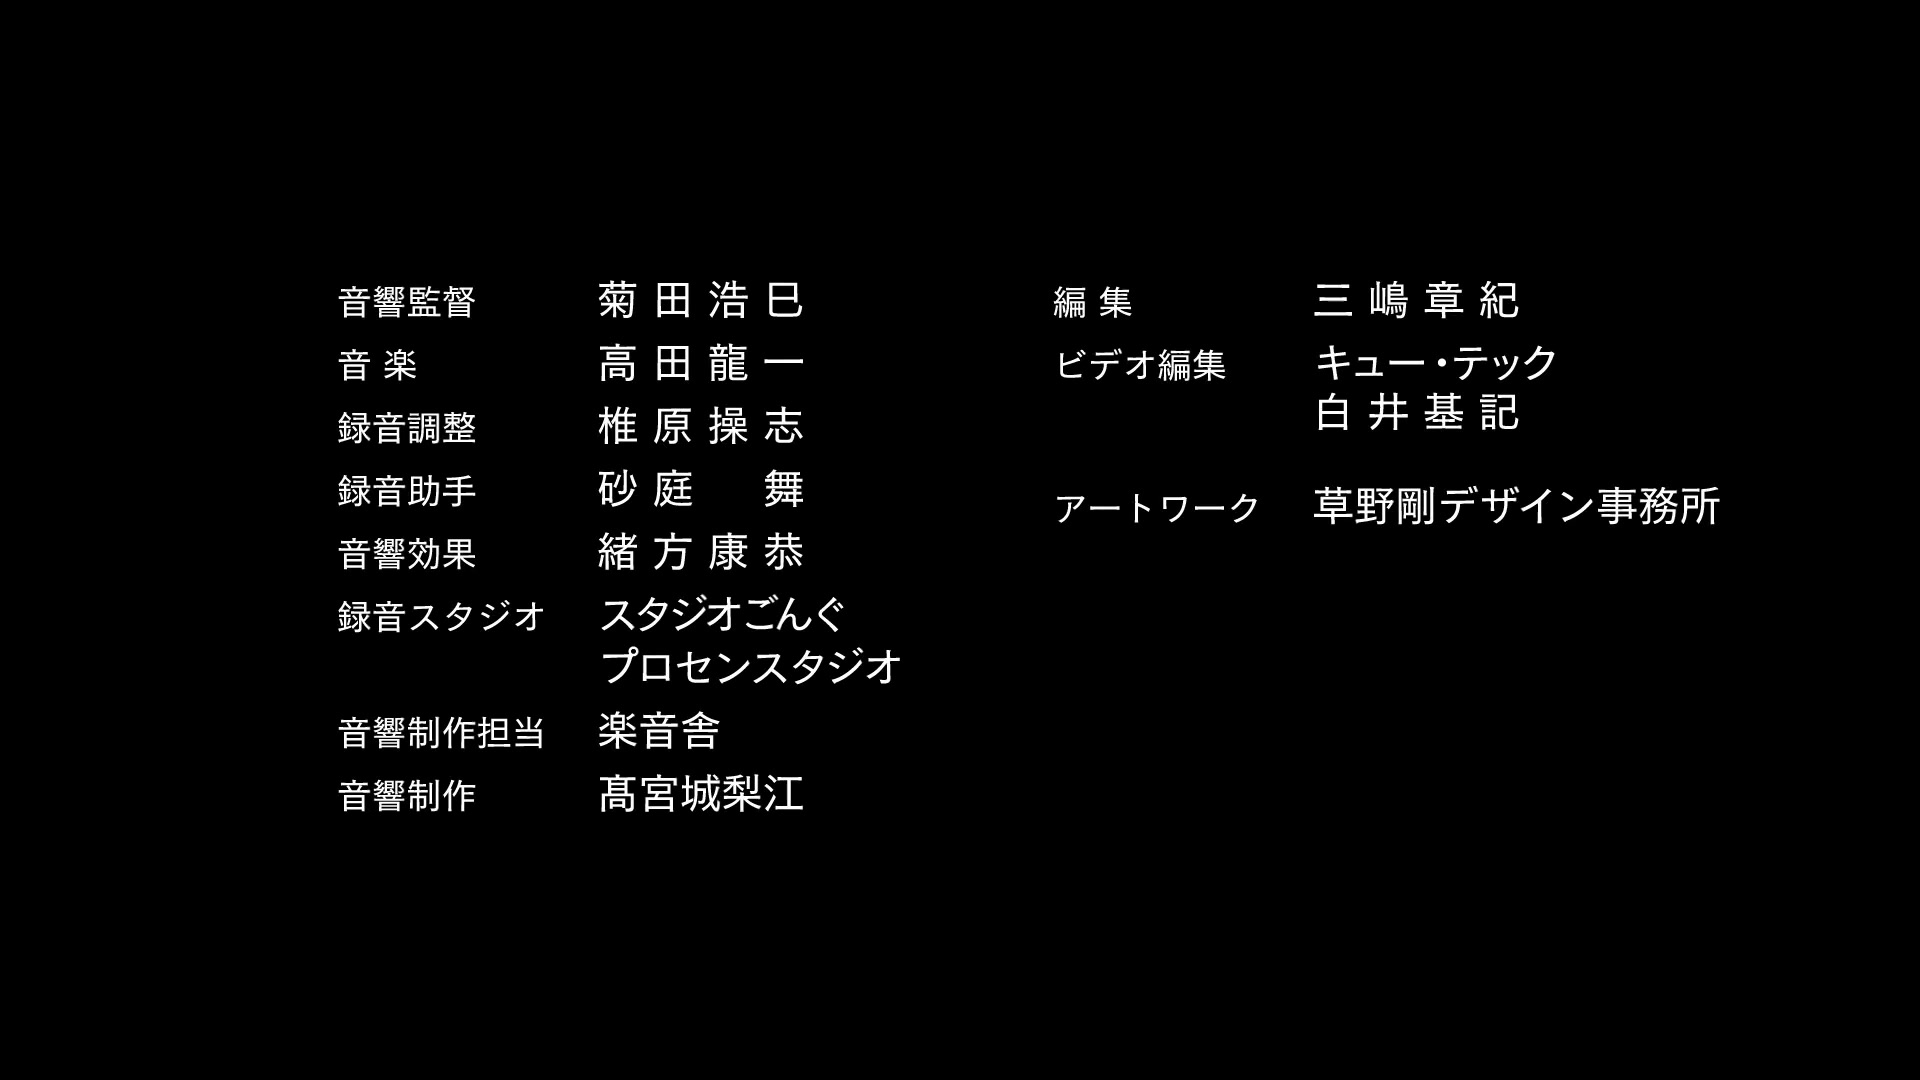 音響監督 菊田浩巳
音楽 高田龍一
録音調整 椎原操志
録音助手 砂庭 舞
音響効果 緒方康恭
録音スタジオ スタジオごんぐ
プロセンスタジオ
音響制作担当 楽音舎
音響制作 髙宮城梨江
編集 三嶋章紀
ビデオ編集 キュー・テック
白井基記
アートワーク 草野剛デザイン事務所